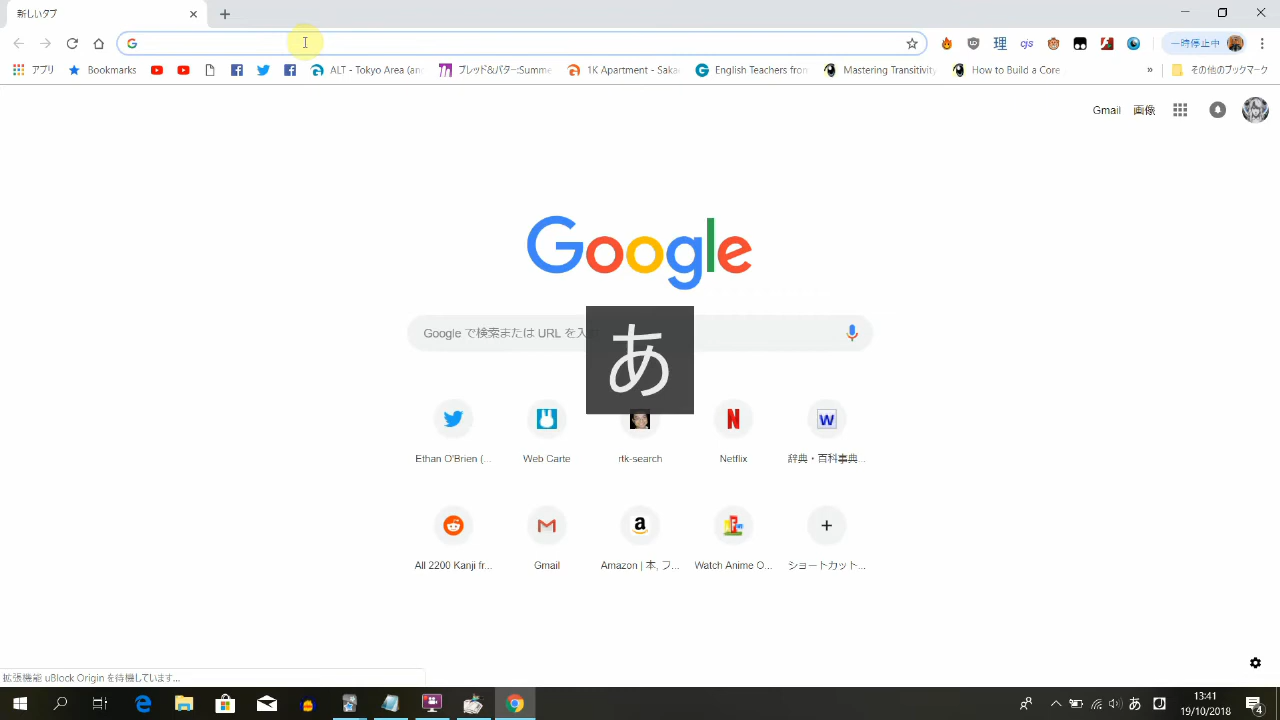 新しいタブ
一時停止中
アプリ Bookmarks ALT - Tokyo Area (an ブレッド&バター:Summe 1K Apartment - Saka English Teachers from Mastering Transitivity How to Build a Core » その他のブックマーク
Gmail 画像
Google
Google で検索または URL を入
あ
Ethan O'Brien (... Web Carte rtk-search Netflix 辞典・百科事典...
All 2200 Kanji fr... Gmail Amazon | 本, フ... Watch Anime O... ショートカット...
拡張機能 uBlock Origin を待機しています...
あ 13:41
19/10/2018 4